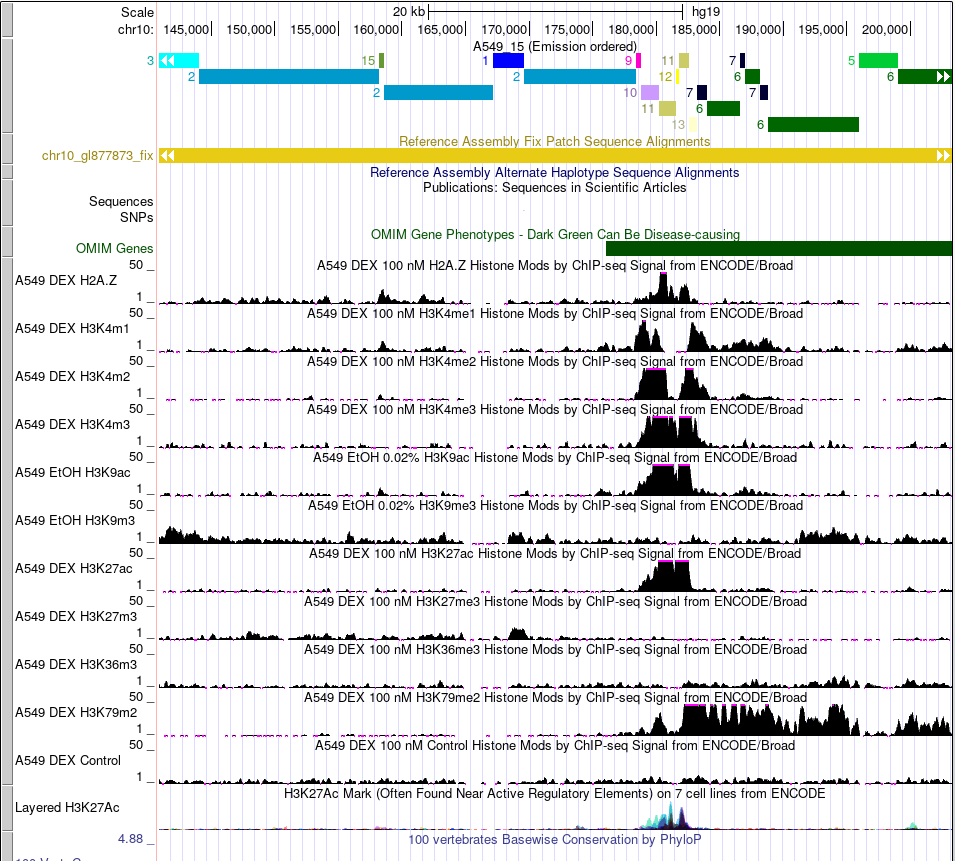 Scale 20 kb hg19
chr10: 145,000 150,000 155,000 160,000 165,000 170,000 175,000 180,000 185,000 190,000 195,000 200,000
A549_15 (Emission ordered)
3 15 1 9 11 7 5
2 2 12 6 6
2 10 7 7
11 6
13 6
Reference Assembly Fix Patch Sequence Alignments
chr10_gl877873_fix
Reference Assembly Alternate Haplotype Sequence Alignments
Publications: Sequences in Scientific Articles
Sequences
SNPs
OMIM Gene Phenotypes - Dark Green Can Be Disease-causing
OMIM Genes
A549 DEX 100 nM H2A.Z Histone Mods by ChIP-seq Signal from ENCODE/Broad
50 _
A549 DEX H2A.Z
1 _
A549 DEX 100 nM H3K4me1 Histone Mods by ChIP-seq Signal from ENCODE/Broad
50 _
A549 DEX H3K4m1
1 _
A549 DEX 100 nM H3K4me2 Histone Mods by ChIP-seq Signal from ENCODE/Broad
50 _
A549 DEX H3K4m2
1 _
A549 DEX 100 nM H3K4me3 Histone Mods by ChIP-seq Signal from ENCODE/Broad
50 _
A549 DEX H3K4m3
1 _
A549 EtOH 0.02% H3K9ac Histone Mods by ChIP-seq Signal from ENCODE/Broad
50 _
A549 EtOH H3K9ac
1 _
A549 EtOH 0.02% H3K9me3 Histone Mods by ChIP-seq Signal from ENCODE/Broad
50 _
A549 EtOH H3K9m3
1 _
A549 DEX 100 nM H3K27ac Histone Mods by ChIP-seq Signal from ENCODE/Broad
50 _
A549 DEX H3K27ac
1 _
A549 DEX 100 nM H3K27me3 Histone Mods by ChIP-seq Signal from ENCODE/Broad
50 _
A549 DEX H3K27m3
1 _
A549 DEX 100 nM H3K36me3 Histone Mods by ChIP-seq Signal from ENCODE/Broad
50 _
A549 DEX H3K36m3
1 _
A549 DEX 100 nM H3K79me2 Histone Mods by ChIP-seq Signal from ENCODE/Broad
50 _
A549 DEX H3K79m2
1 _
A549 DEX 100 nM Control Histone Mods by ChIP-seq Signal from ENCODE/Broad
50 _
A549 DEX Control
1 _
H3K27Ac Mark (Often Found Near Active Regulatory Elements) on 7 cell lines from ENCODE
Layered H3K27Ac
100 vertebrates Basewise Conservation by PhyloP
4.88 _